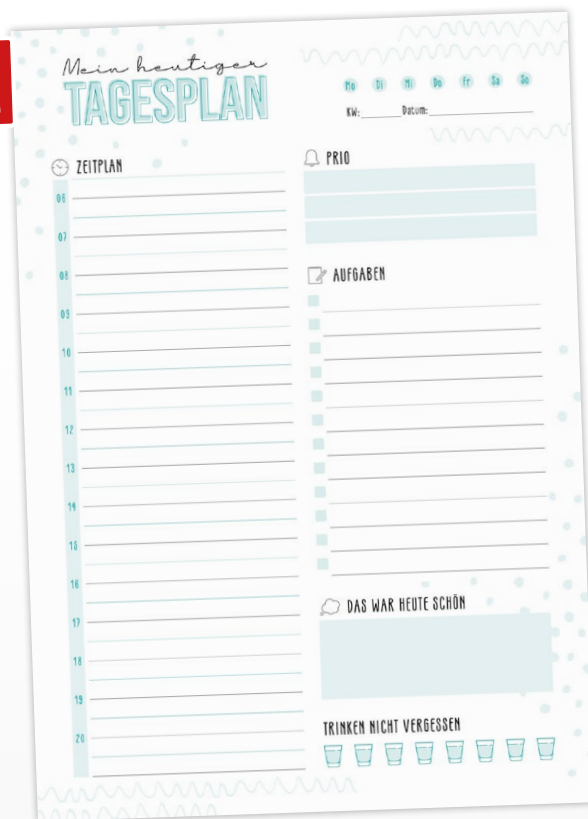 Mein heutiger
TAGESPLAN
Mo Di Mi Do Fr Sa So
KW: Datum:
ZEITPLAN
06
07
08
09
10
11
12
13
14
15
16
17
18
19
20
PRIO
AUFGABEN
DAS WAR HEUTE SCHÖN
TRINKEN NICHT VERGESSEN